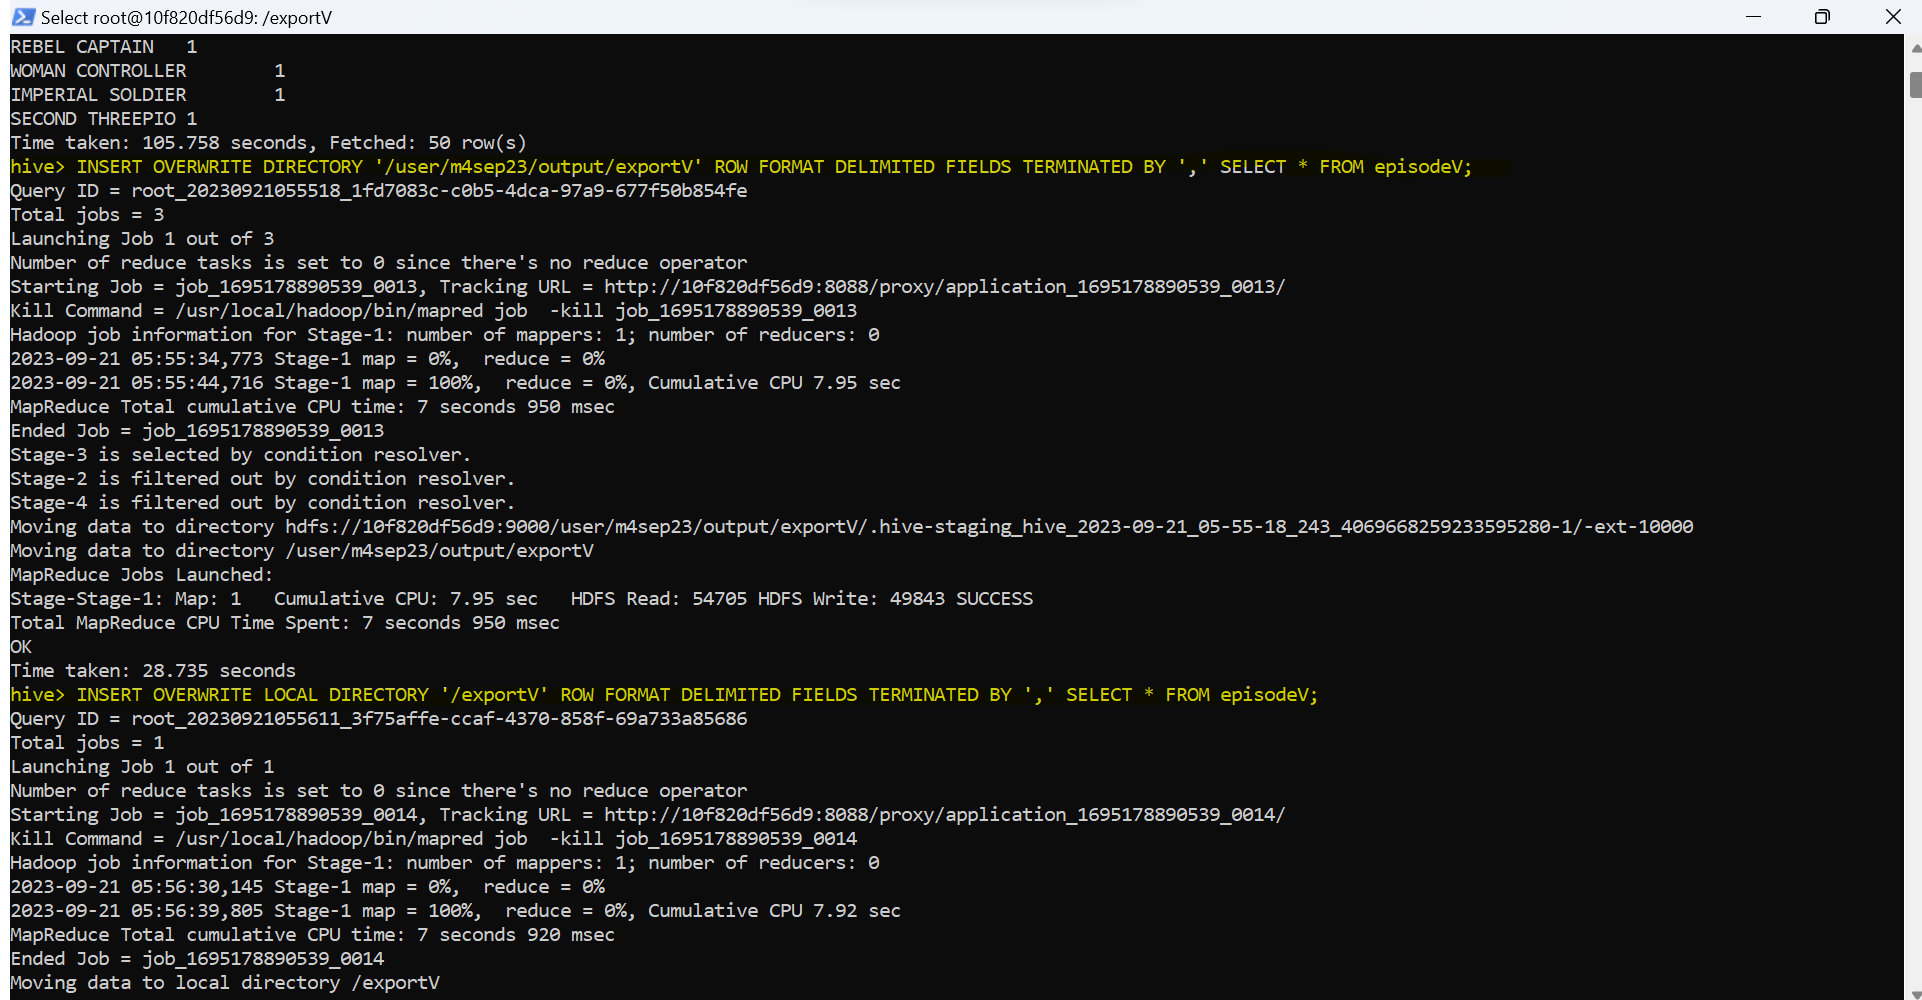 Select root@10f820df56d9: /exportV
REBEL CAPTAIN   1
WOMAN CONTROLLER        1
IMPERIAL SOLDIER        1
SECOND THREEPIO 1
Time taken: 105.758 seconds, Fetched: 50 row(s)
hive> INSERT OVERWRITE DIRECTORY '/user/m4sep23/output/exportV' ROW FORMAT DELIMITED FIELDS TERMINATED BY ',' SELECT * FROM episodeV;
Query ID = root_20230921055518_1fd7083c-c0b5-4dca-97a9-677f50b854fe
Total jobs = 3
Launching Job 1 out of 3
Number of reduce tasks is set to 0 since there's no reduce operator
Starting Job = job_1695178890539_0013, Tracking URL = http://10f820df56d9:8088/proxy/application_1695178890539_0013/
Kill Command = /usr/local/hadoop/bin/mapred job  -kill job_1695178890539_0013
Hadoop job information for Stage-1: number of mappers: 1; number of reducers: 0
2023-09-21 05:55:34,773 Stage-1 map = 0%,  reduce = 0%
2023-09-21 05:55:44,716 Stage-1 map = 100%,  reduce = 0%, Cumulative CPU 7.95 sec
MapReduce Total cumulative CPU time: 7 seconds 950 msec
Ended Job = job_1695178890539_0013
Stage-3 is selected by condition resolver.
Stage-2 is filtered out by condition resolver.
Stage-4 is filtered out by condition resolver.
Moving data to directory hdfs://10f820df56d9:9000/user/m4sep23/output/exportV/.hive-staging_hive_2023-09-21_05-55-18_243_4069668259233595280-1/-ext-10000
Moving data to directory /user/m4sep23/output/exportV
MapReduce Jobs Launched:
Stage-Stage-1: Map: 1   Cumulative CPU: 7.95 sec   HDFS Read: 54705 HDFS Write: 49843 SUCCESS
Total MapReduce CPU Time Spent: 7 seconds 950 msec
OK
Time taken: 28.735 seconds
hive> INSERT OVERWRITE LOCAL DIRECTORY '/exportV' ROW FORMAT DELIMITED FIELDS TERMINATED BY ',' SELECT * FROM episodeV;
Query ID = root_20230921055611_3f75affe-ccaf-4370-858f-69a733a85686
Total jobs = 1
Launching Job 1 out of 1
Number of reduce tasks is set to 0 since there's no reduce operator
Starting Job = job_1695178890539_0014, Tracking URL = http://10f820df56d9:8088/proxy/application_1695178890539_0014/
Kill Command = /usr/local/hadoop/bin/mapred job  -kill job_1695178890539_0014
Hadoop job information for Stage-1: number of mappers: 1; number of reducers: 0
2023-09-21 05:56:30,145 Stage-1 map = 0%,  reduce = 0%
2023-09-21 05:56:39,805 Stage-1 map = 100%,  reduce = 0%, Cumulative CPU 7.92 sec
MapReduce Total cumulative CPU time: 7 seconds 920 msec
Ended Job = job_1695178890539_0014
Moving data to local directory /exportV